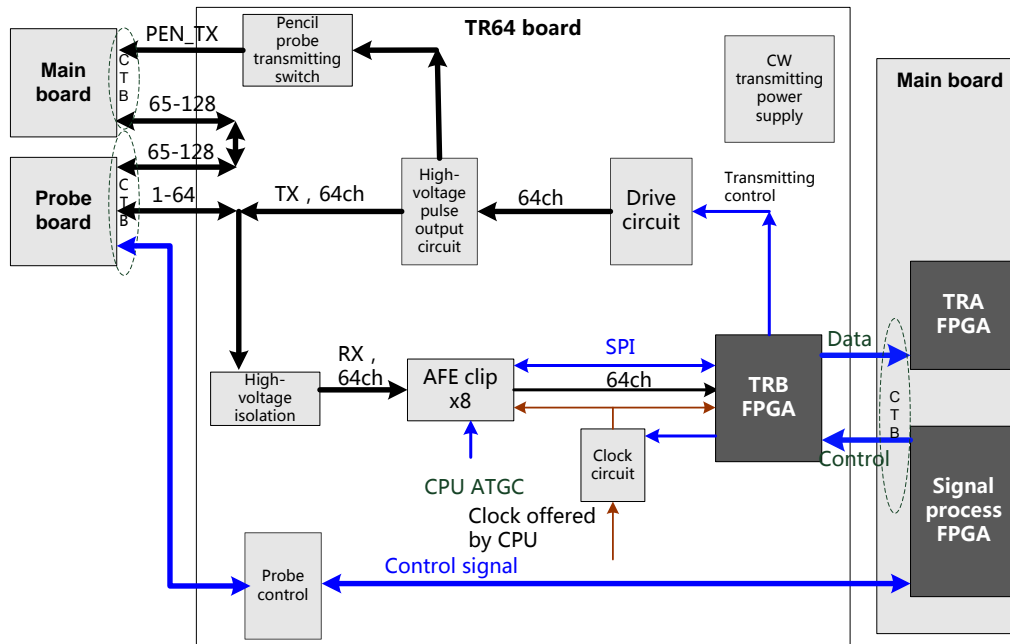 TR64 board
Main
board
C
T
B
PEN_TX
Pencil
probe
transmitting
switch
CW
transmitting
power
supply
Main board
65-128
65-128
Probe
board
C
T
B
1-64
TX , 64ch
High-
voltage
pulse
output
circuit
64ch
Drive
circuit
Transmitting
control
High-
voltage
isolation
RX ,
64ch
AFE clip
x8
SPI
64ch
TRB
FPGA
Data
TRA
FPGA
C
T
B
Control
Clock
circuit
CPU ATGC
Clock offered
by CPU
Signal
process
FPGA
Probe
control
Control signal